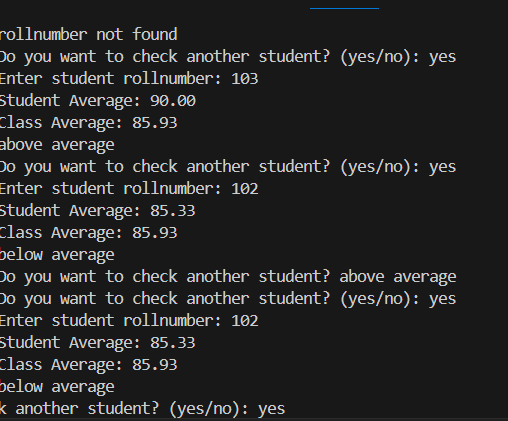 rollnumber not found
Do you want to check another student? (yes/no): yes
Enter student rollnumber: 103
Student Average: 90.00
Class Average: 85.93
above average
Do you want to check another student? (yes/no): yes
Enter student rollnumber: 102
Student Average: 85.33
Class Average: 85.93
below average
Do you want to check another student? above average
Do you want to check another student? (yes/no): yes
Enter student rollnumber: 102
Student Average: 85.33
Class Average: 85.93
below average
k another student? (yes/no): yes